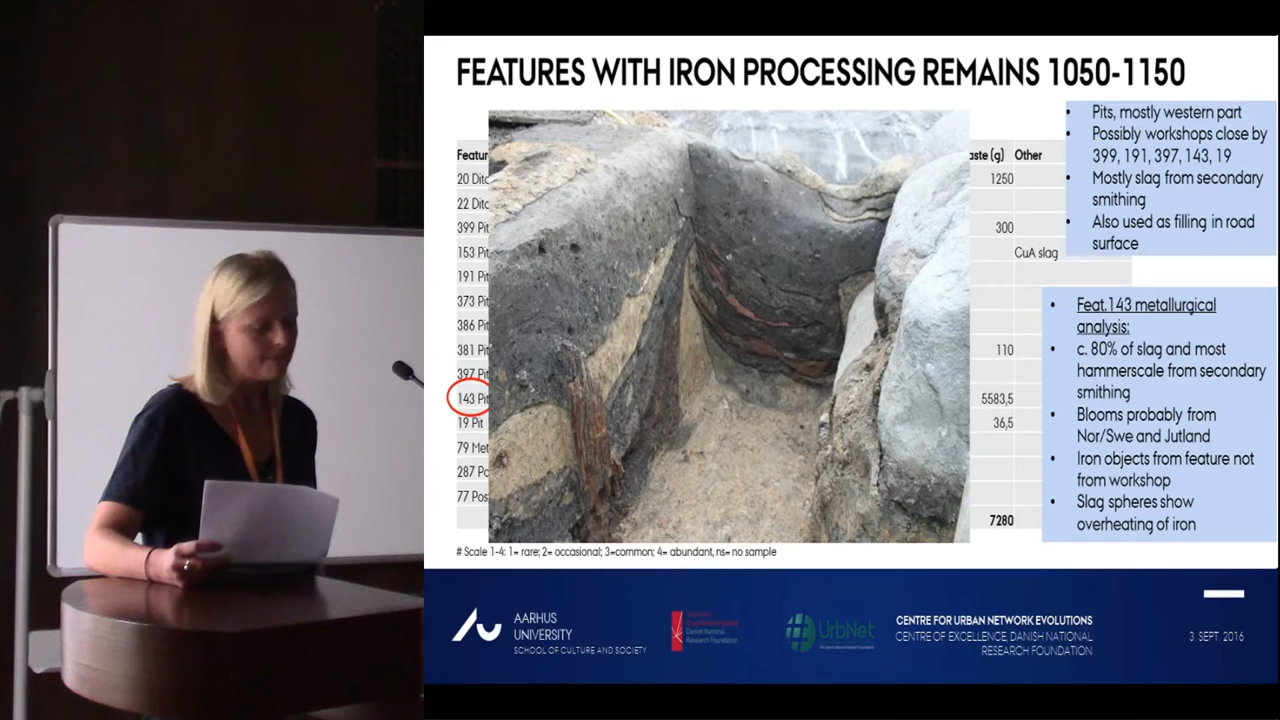 FEATURES WITH IRON PROCESSING REMAINS 1050-1150
Featur
aste (g) Other
20 Dito 1250
22 Dito
399 Pit 300
153 Pit CuA slag
191 Pit
373 Pit
386 Pit
381 Pit 110
397 Pit
143 Pit 5583,5
19 Pit 36,5
79 Met
287 Po
77 Pos
7280
# Scale 1-4: 1= rare; 2= occasional; 3=common; 4= abundant, ns= no sample
• Pits, mostly western part
• Possibly workshops close by
399, 191, 397, 143, 19
• Mostly slag from secondary
smithing
• Also used as filling in road
surface
• Feat.143 metallurgical
analysis:
• c. 80% of slag and most
hammerscale from secondary
smithing
• Blooms probably from
Nor/Swe and Jutland
• Iron objects from feature not
from workshop
• Slag spheres show
overheating of iron
AARHUS
UNIVERSITY
SCHOOL OF CULTURE AND SOCIETY
Danish National
Research Foundation
UrbNet
CENTRE FOR URBAN NETWORK EVOLUTIONS
CENTRE OF EXCELLENCE, DANISH NATIONAL
RESEARCH FOUNDATION
3 SEPT. 2016